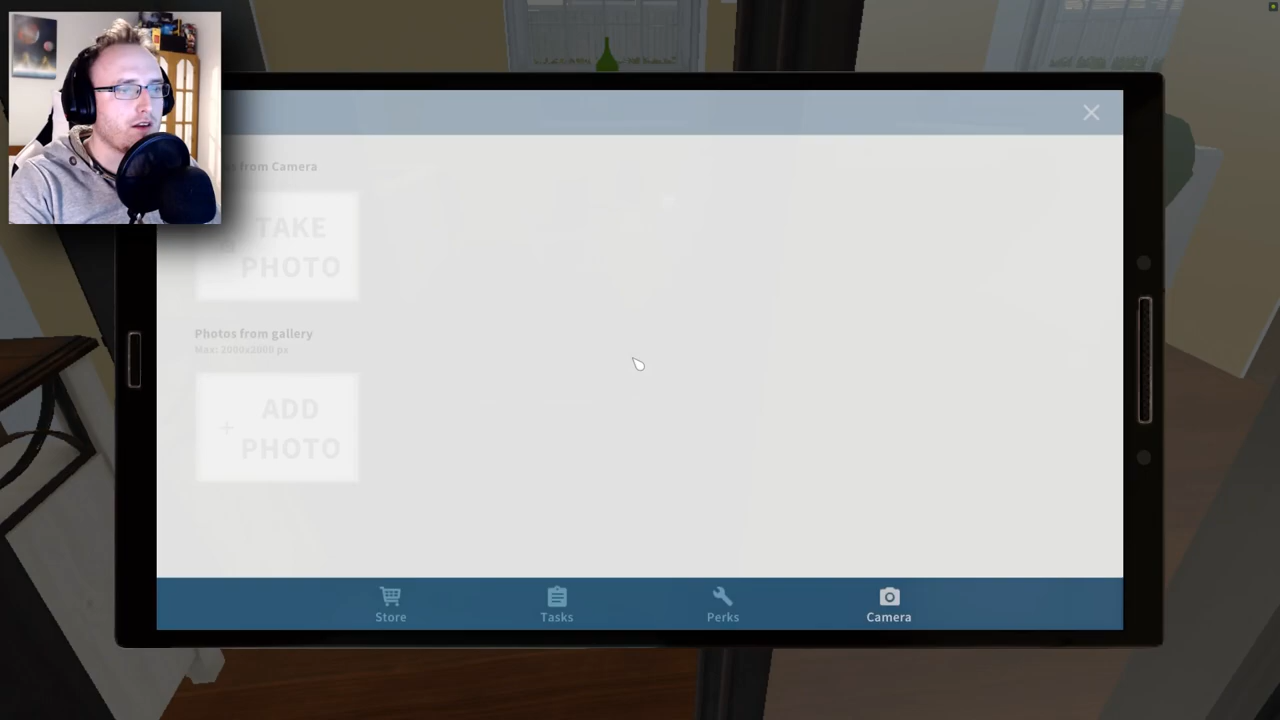 from Camera
TAKE
PHOTO
Photos from gallery
Max: 2000x2000 px
+ ADD
PHOTO
Store
Tasks
Perks
Camera